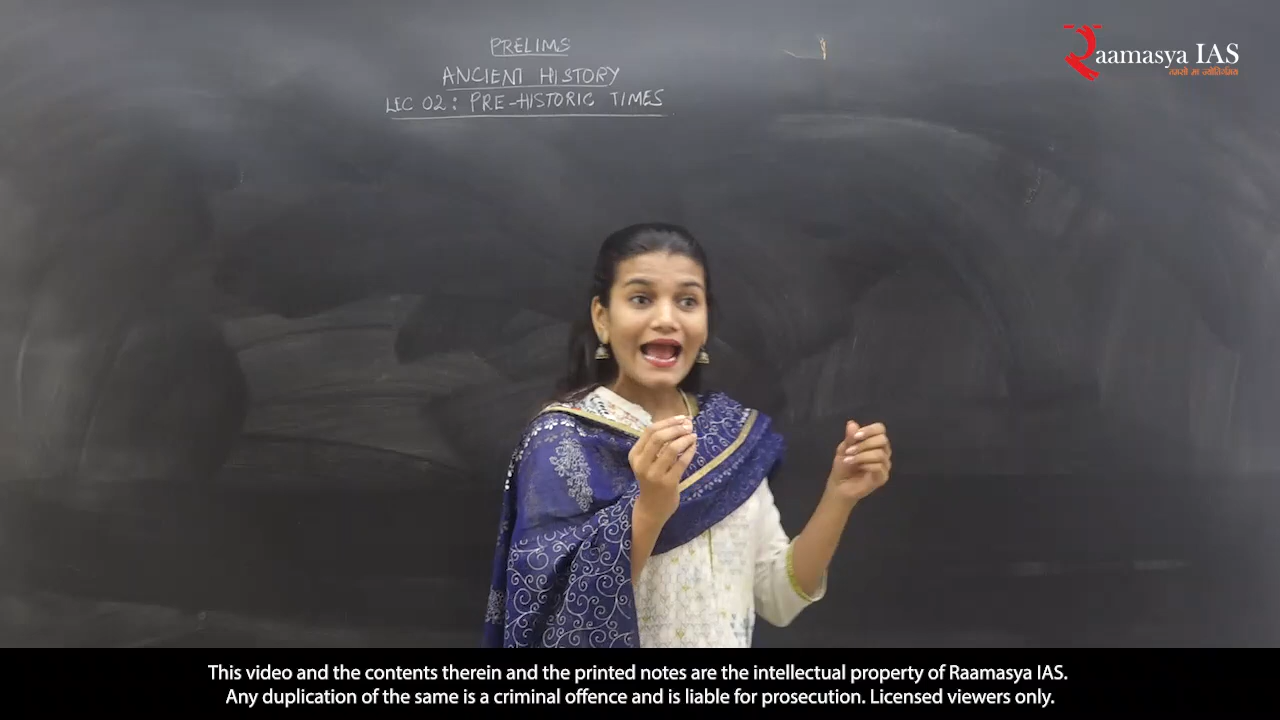 PRELIMS
ANCIENT HISTORY
LEC 02 : PRE-HISTORIC TIMES
Raamasya IAS
तमसो मा ज्योतिर्गमय
This video and the contents therein and the printed notes are the intellectual property of Raamasya IAS.
Any duplication of the same is a criminal offence and is liable for prosecution. Licensed viewers only.